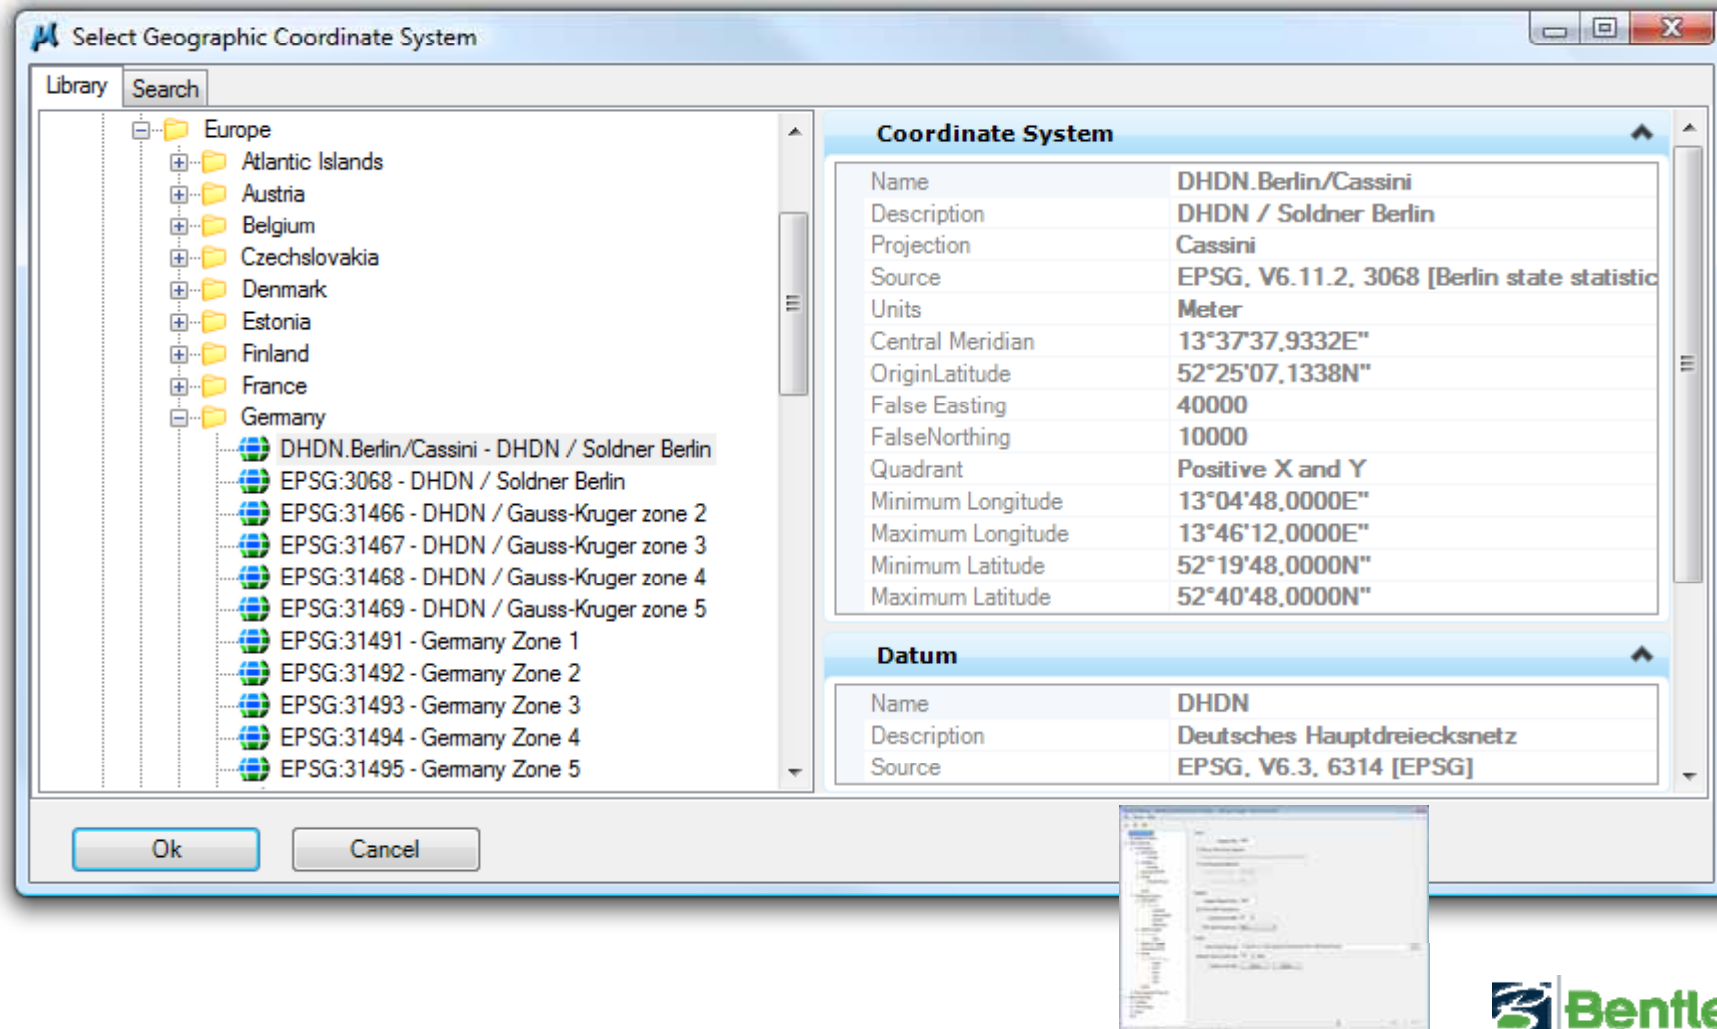 Select Geographic Coordinate System
Library
Search
Europe
Atlantic Islands
Austria
Belgium
Czechslovakia
Denmark
Estonia
Finland
France
Germany
DHDN.Berlin/Cassini - DHDN / Soldner Berlin
EPSG:3068 - DHDN / Soldner Berlin
EPSG:31466 - DHDN / Gauss-Kruger zone 2
EPSG:31467 - DHDN / Gauss-Kruger zone 3
EPSG:31468 - DHDN / Gauss-Kruger zone 4
EPSG:31469 - DHDN / Gauss-Kruger zone 5
EPSG:31491 - Germany Zone 1
EPSG:31492 - Germany Zone 2
EPSG:31493 - Germany Zone 3
EPSG:31494 - Germany Zone 4
EPSG:31495 - Germany Zone 5
Coordinate System
Name DHDN.Berlin/Cassini
Description DHDN / Soldner Berlin
Projection Cassini
Source EPSG, V6.11.2, 3068 [Berlin state statistic
Units Meter
Central Meridian 13°37'37,9332E"
OriginLatitude 52°25'07,1338N"
False Easting 40000
FalseNorthing 10000
Quadrant Positive X and Y
Minimum Longitude 13°04'48,0000E"
Maximum Longitude 13°46'12,0000E"
Minimum Latitude 52°19'48,0000N"
Maximum Latitude 52°40'48,0000N"
Datum
Name DHDN
Description Deutsches Hauptdreiecksnetz
Source EPSG, V6.3, 6314 [EPSG]
Ok
Cancel
Bentle